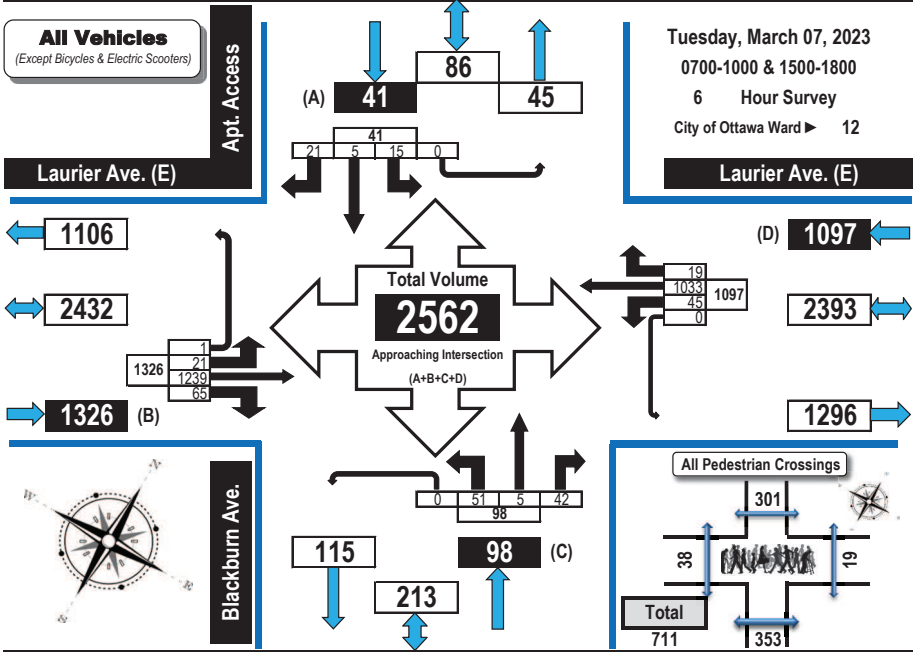 All Vehicles
(Except Bicycles & Electric Scooters)
Apt. Access
Laurier Ave. (E)
86
(A) 41
45
41
21 5 15 0
Tuesday, March 07, 2023
0700-1000 & 1500-1800
6 Hour Survey
City of Ottawa Ward ► 12
Laurier Ave. (E)
1106
2432
1326 (B)
1
21
1239
65
1326
Total Volume
2562
Approaching Intersection
(A+B+C+D)
19
1033
45
0
1097
(D) 1097
2393
1296
N
W
E
S
Blackburn Ave.
0 51 5 42
98
115
98 (C)
213
All Pedestrian Crossings
301
38
19
Total
711
353